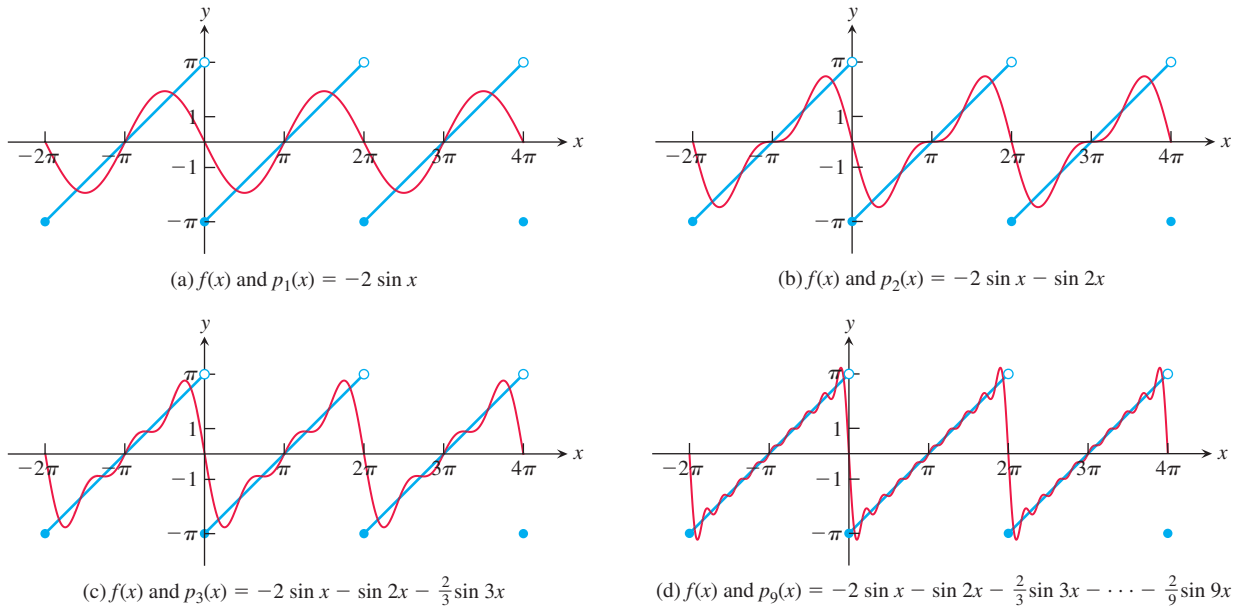 y
π
1
x
−2π
−π
π
2π
3π
4π
−1
−π
(a) f(x) and p₁(x) = −2 sin x
y
π
1
x
−2π
−π
π
2π
3π
4π
−1
−π
(b) f(x) and p₂(x) = −2 sin x − sin 2x
y
π
1
x
−2π
−π
π
2π
3π
4π
−1
−π
(c) f(x) and p₃(x) = −2 sin x − sin 2x − 2/3 sin 3x
y
π
1
x
−2π
−π
π
2π
3π
4π
−1
−π
(d) f(x) and p₉(x) = −2 sin x − sin 2x − 2/3 sin 3x − · · · − 2/9 sin 9x